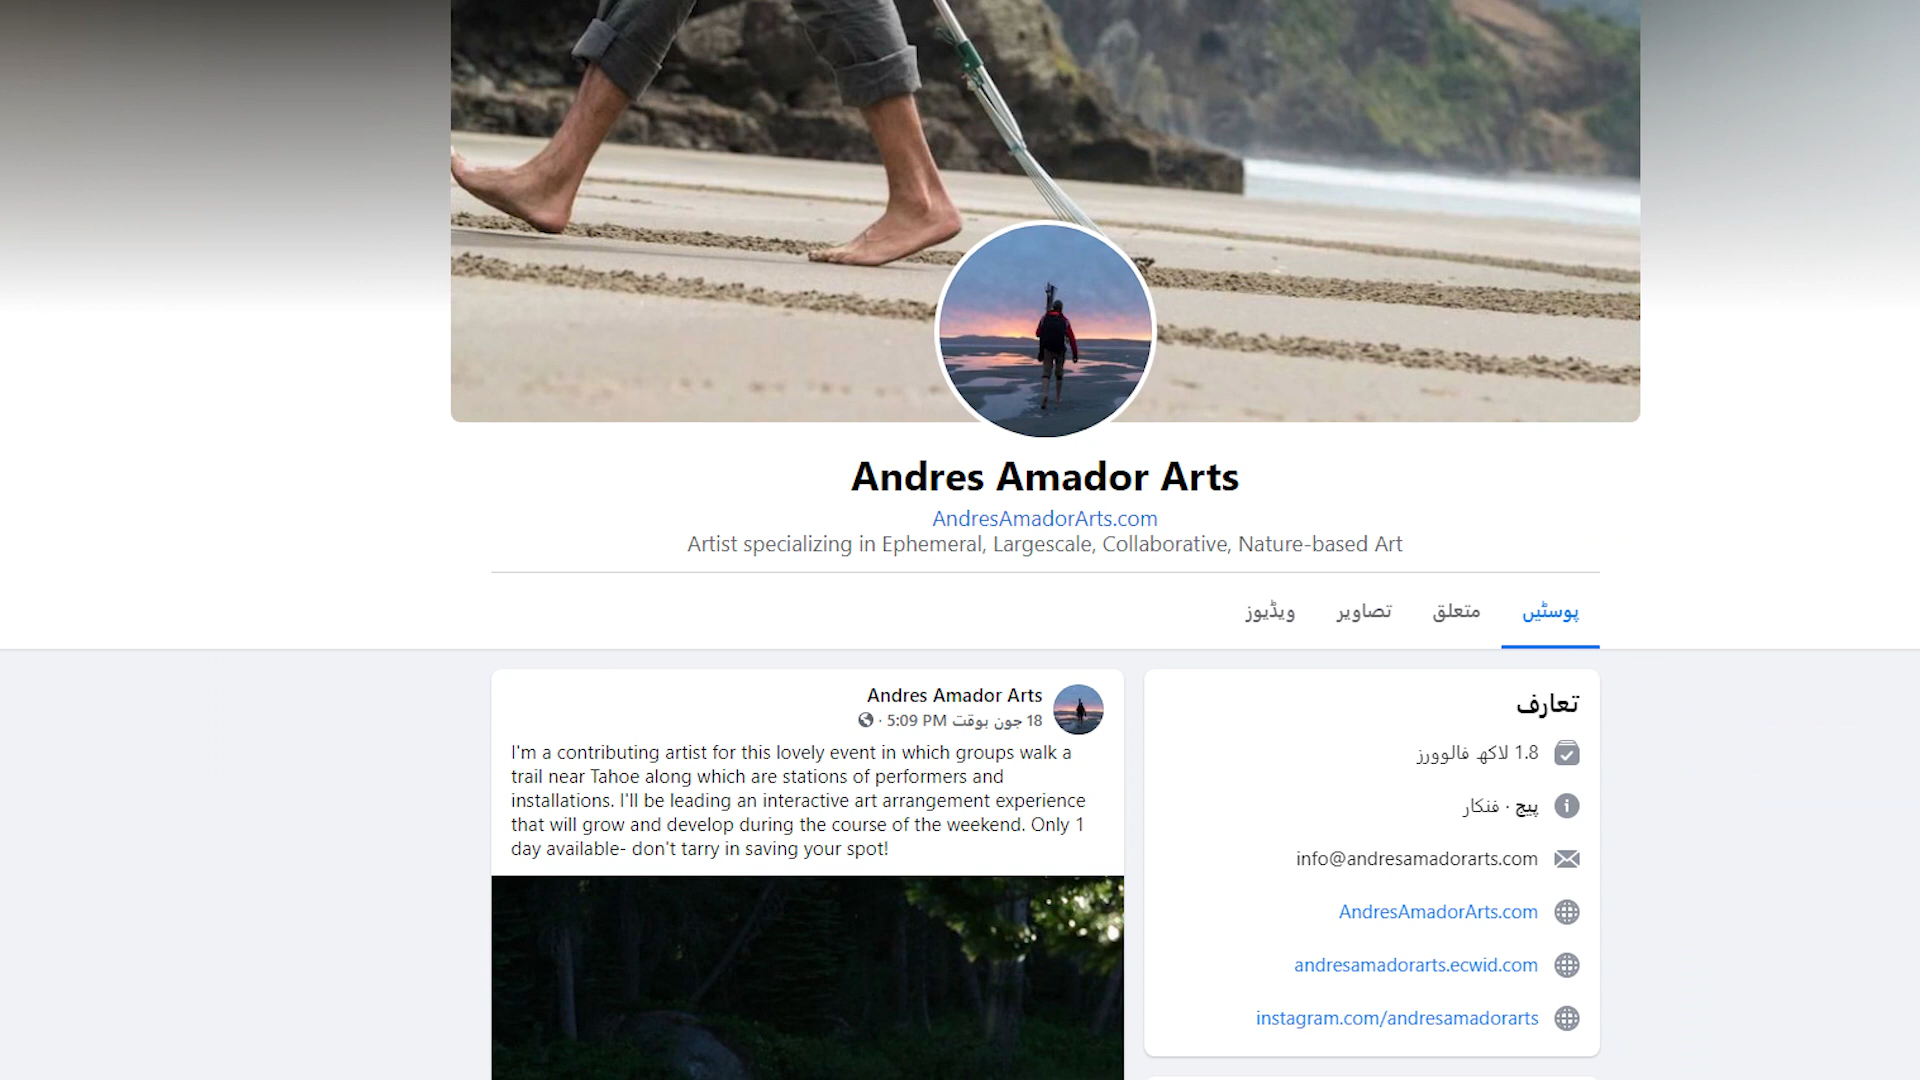 Andres Amador Arts
AndresAmadorArts.com
Artist specializing in Ephemeral, Largescale, Collaborative, Nature-based Art
پوسٹیں متعلق تصاویر ویڈیوز
Andres Amador Arts
18 جون بوقت 5:09 PM ·
I'm a contributing artist for this lovely event in which groups walk a
trail near Tahoe along which are stations of performers and
installations. I'll be leading an interactive art arrangement experience
that will grow and develop during the course of the weekend. Only 1
day available- don't tarry in saving your spot!
تعارف
1.8 لاکھ فالوورز
پیج · فنکار
info@andresamadorarts.com
AndresAmadorArts.com
andresamadorarts.ecwid.com
instagram.com/andresamadorarts